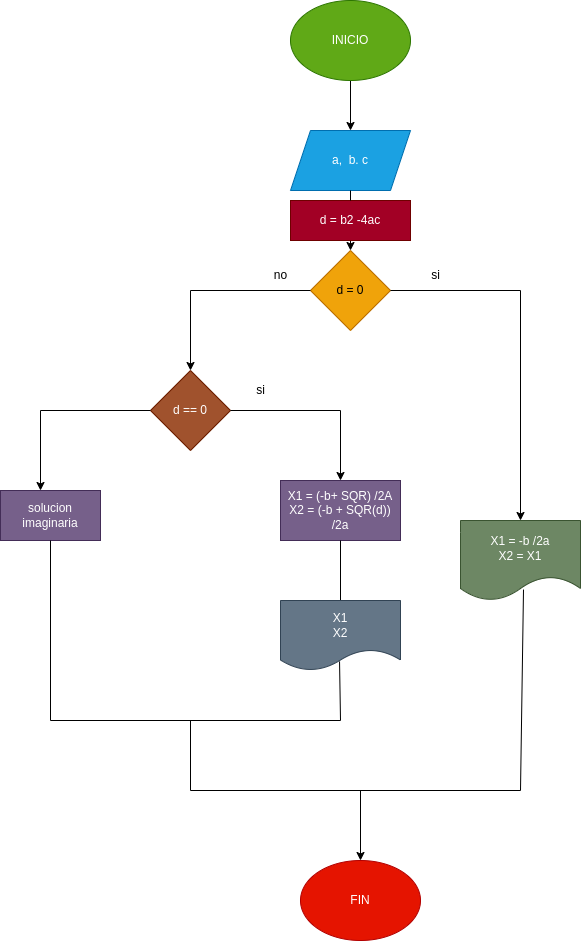 INICIO
a,  b. c
d = b2 -4ac
no
si
d = 0
d == 0
si
solucion
imaginaria
X1 = (-b+ SQR) /2A
X2 = (-b + SQR(d))
/2a
X1 = -b /2a
X2 = X1
X1
X2
FIN